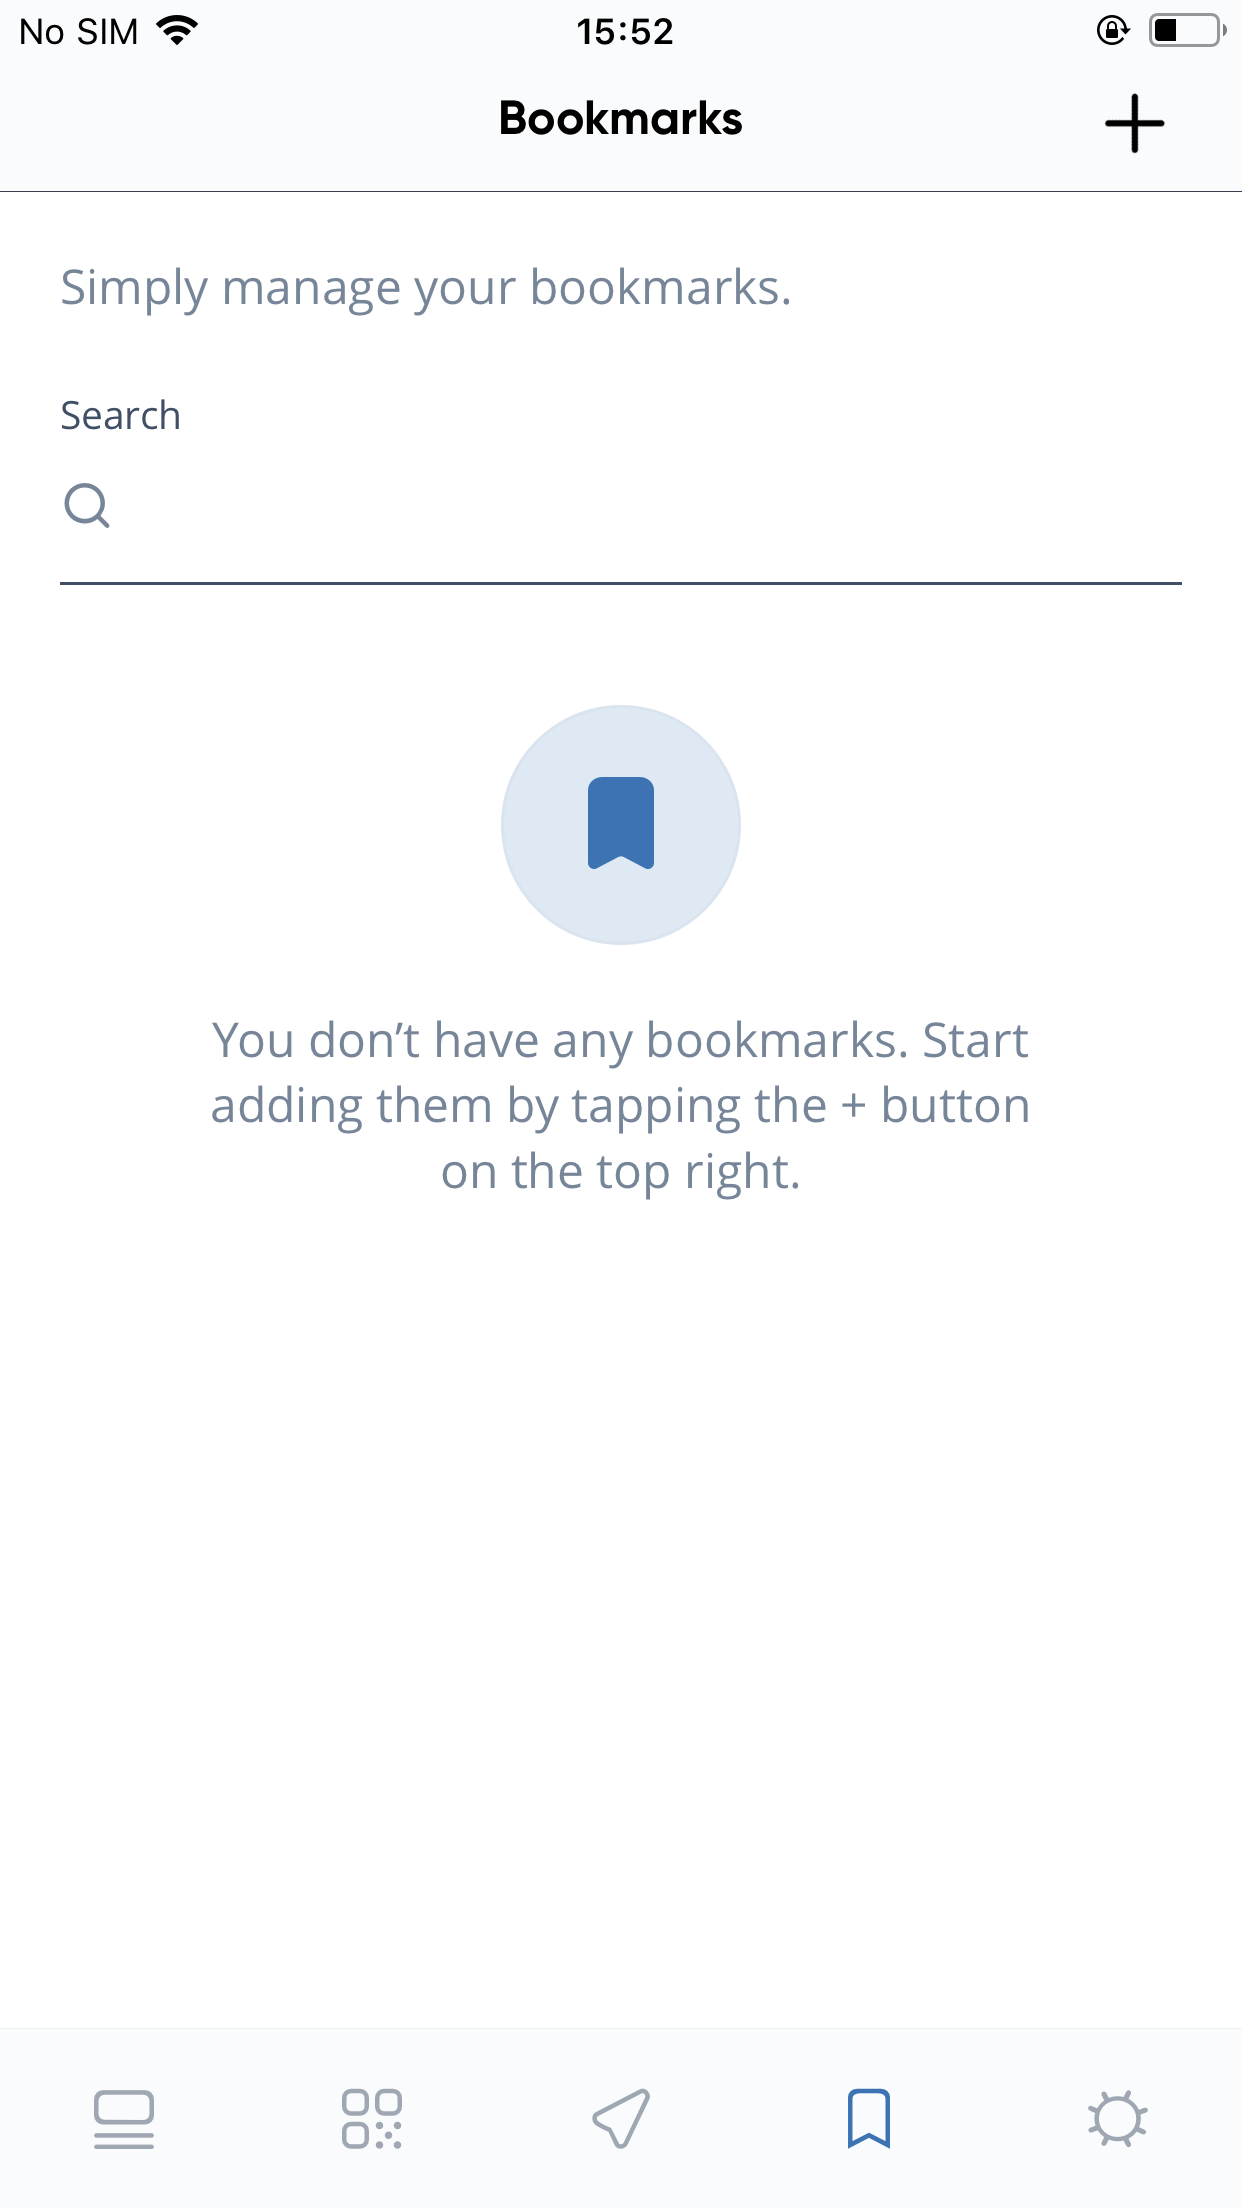 No SIM
15:52
Bookmarks
Simply manage your bookmarks.
Search
You don’t have any bookmarks. Start
adding them by tapping the + button
on the top right.